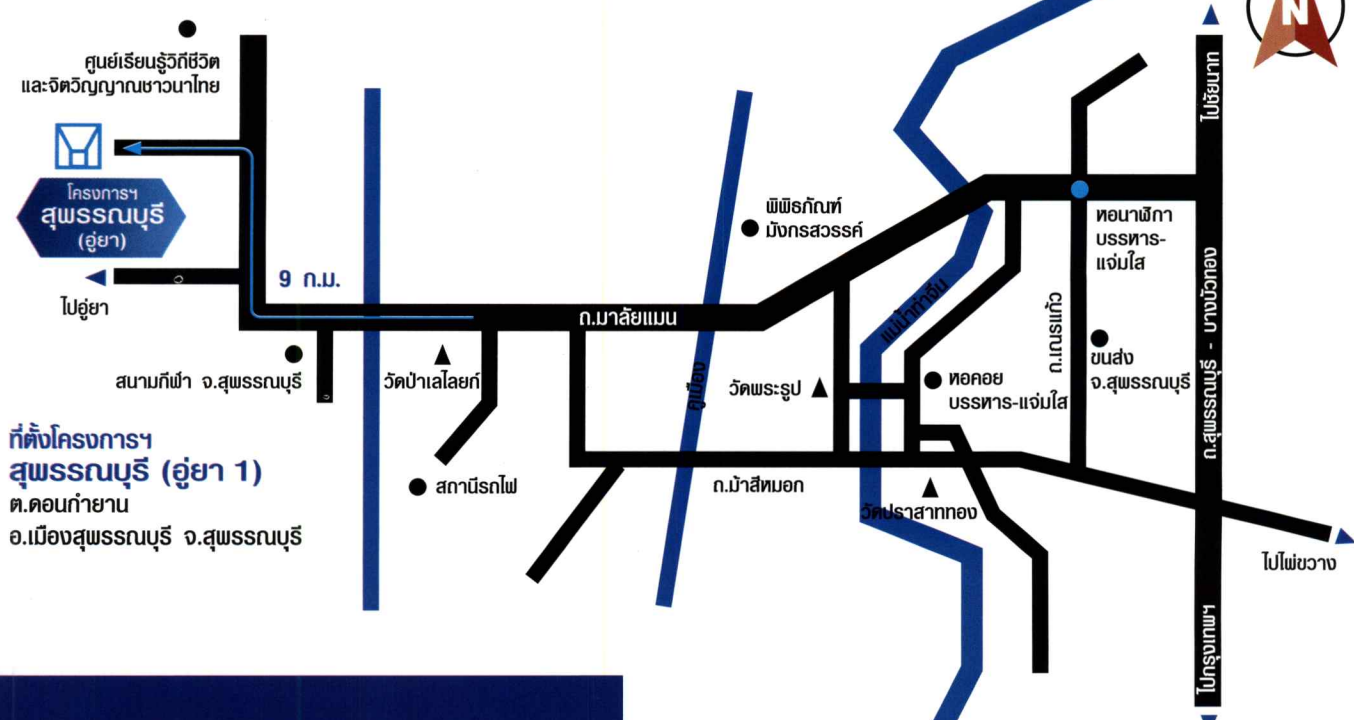 N
ศูนย์เรียนรู้วิถีชีวิต
และจิตวิญญาณชาวนาไทย
ไปชัยนาท
โครงการฯ
สุพรรณบุรี
(อู่ยา)
พิพิธภัณฑ์
มังกรสวรรค์
หอนาฬิกา
บรรหาร-
แจ่มใส
9 ก.ม.
ไปอู่ยา
ถ.มาลัยแมน
แม่น้ำท่าจีน
ถ.เณรแก้ว
ถ.สุพรรณบุรี - บางบัวทอง
ขนส่ง
จ.สุพรรณบุรี
สนามกีฬา จ.สุพรรณบุรี
วัดป่าเลไลยก์
คูเมือง
วัดพระรูป
หอคอย
บรรหาร-แจ่มใส
ที่ตั้งโครงการฯ
สุพรรณบุรี (อู่ยา 1)
ต.ดอนกำยาน
อ.เมืองสุพรรณบุรี จ.สุพรรณบุรี
สถานีรถไฟ
ถ.ม้าสีหมอก
วัดปราสาททอง
ไปไผ่ขวาง
ไปกรุงเทพฯ